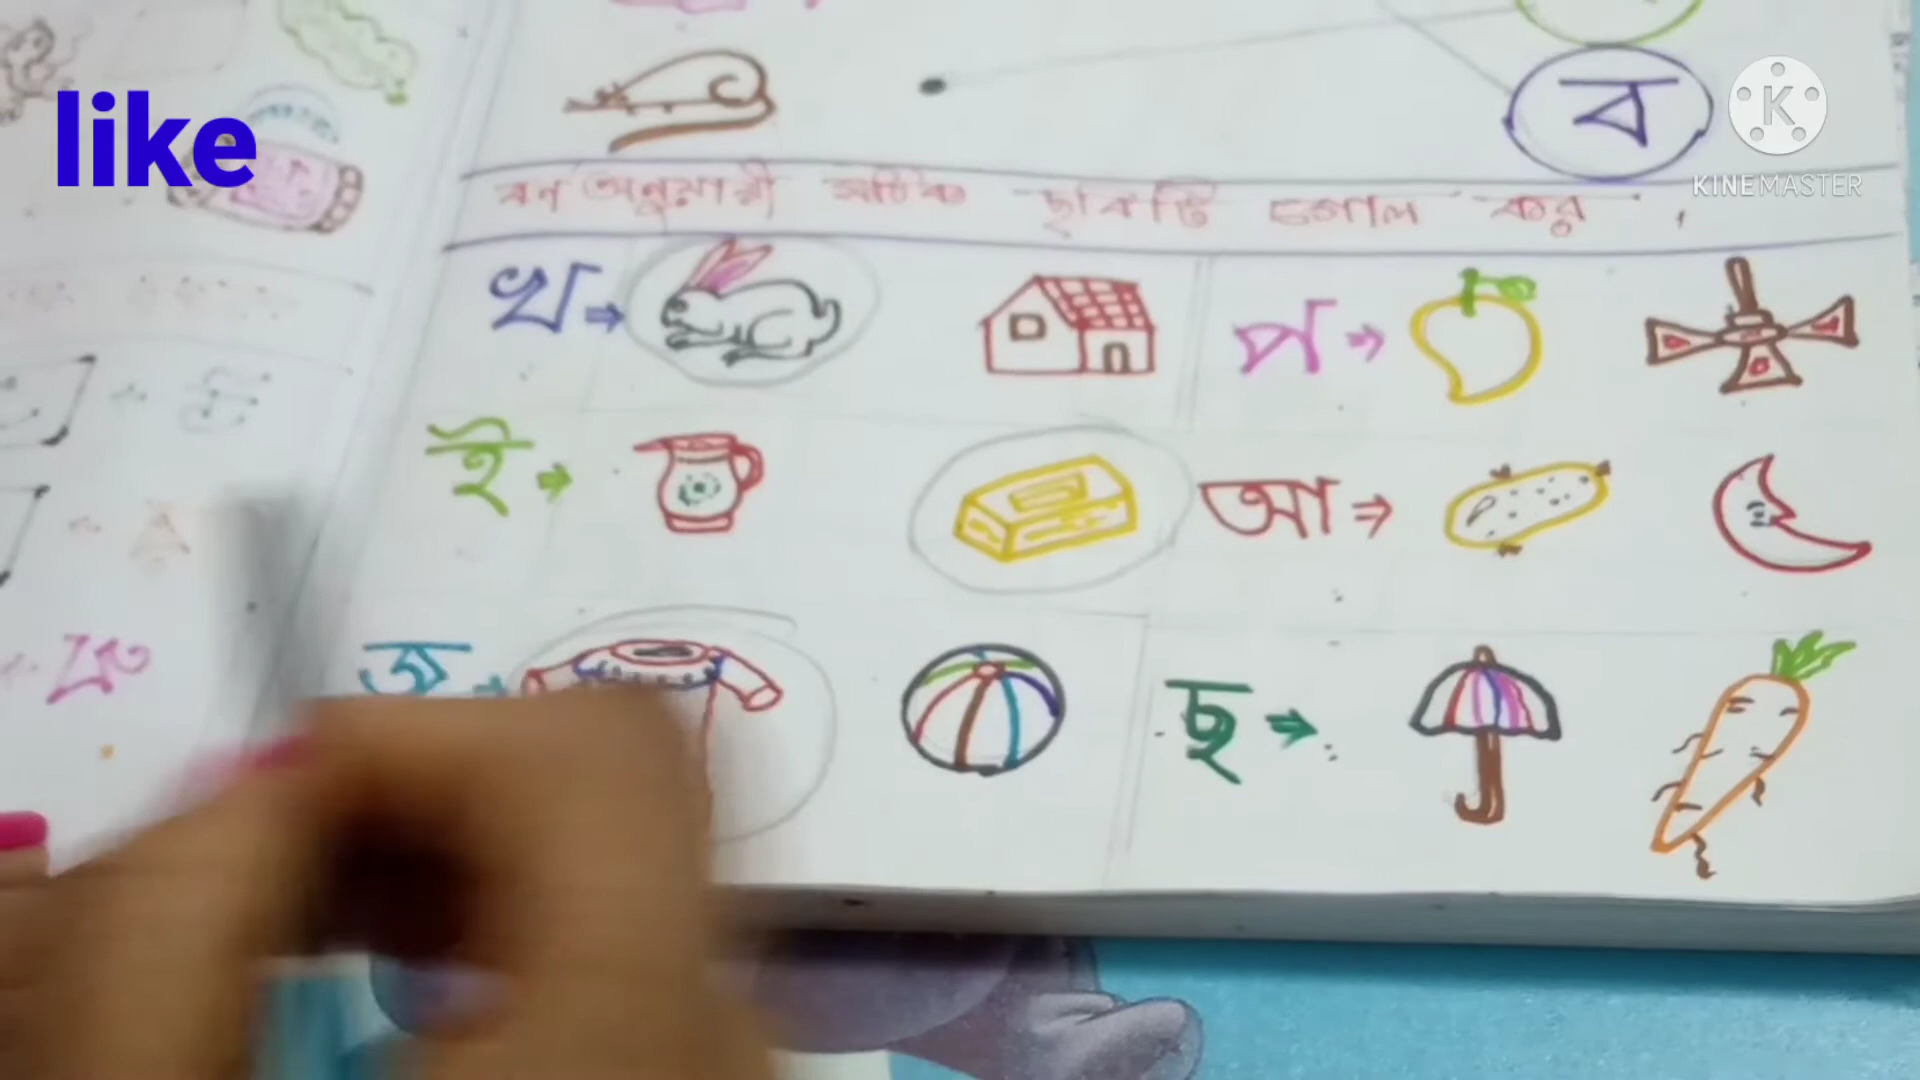 like
ব
KINEMASTER
বর্ণ অনুযায়ী সঠিক ছবিটি গোল কর ।
খ ⇒ প ⇒
ই ⇒ আ ⇒
জ ⇒ ছ ⇒